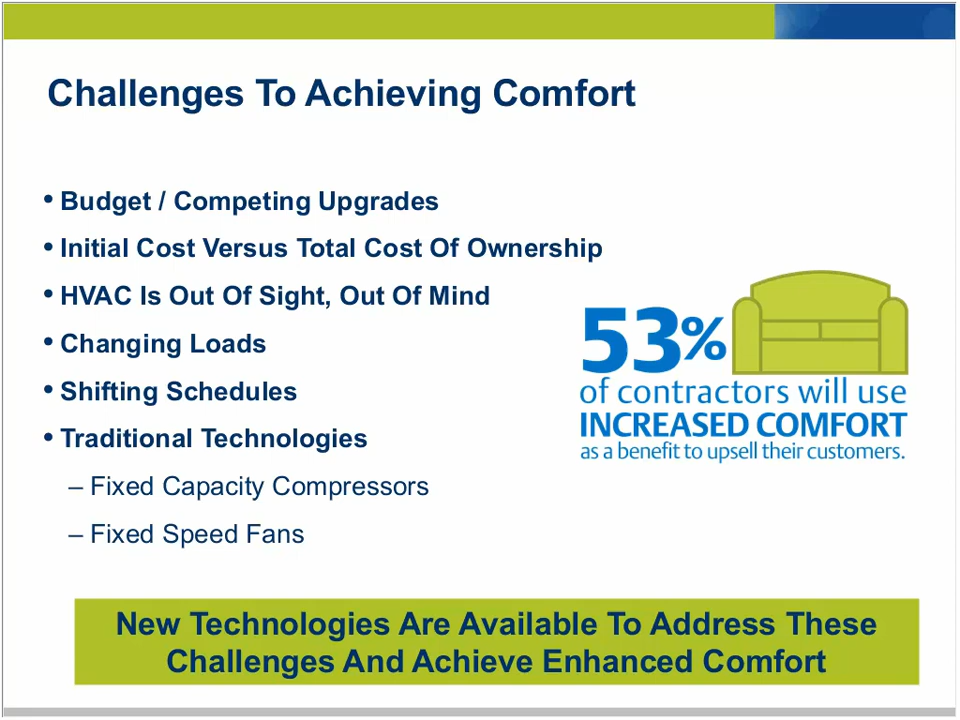 Challenges To Achieving Comfort
• Budget / Competing Upgrades
• Initial Cost Versus Total Cost Of Ownership
• HVAC Is Out Of Sight, Out Of Mind
• Changing Loads
• Shifting Schedules
• Traditional Technologies
– Fixed Capacity Compressors
– Fixed Speed Fans
53%
of contractors will use
INCREASED COMFORT
as a benefit to upsell their customers.
New Technologies Are Available To Address These
Challenges And Achieve Enhanced Comfort